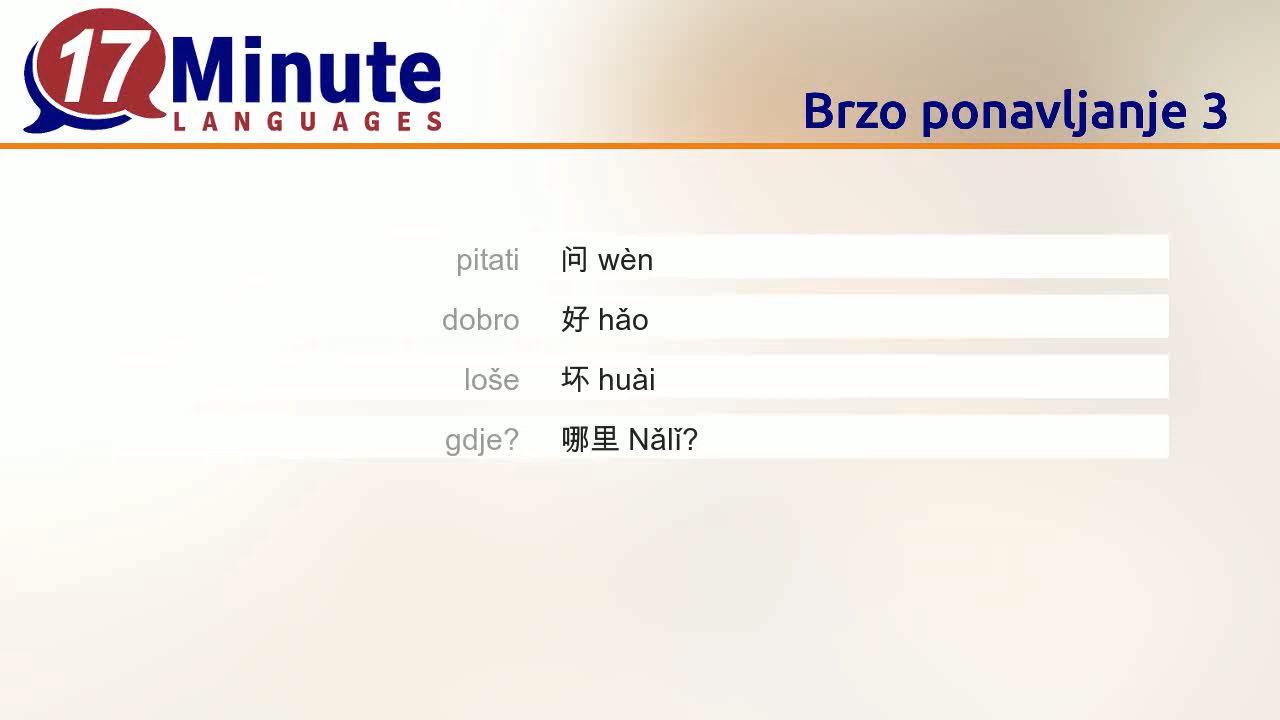 17 Minute
LANGUAGES
Brzo ponavljanje 3
pitati 问 wèn
dobro 好 hǎo
loše 坏 huài
gdje? 哪里 Nǎlǐ?